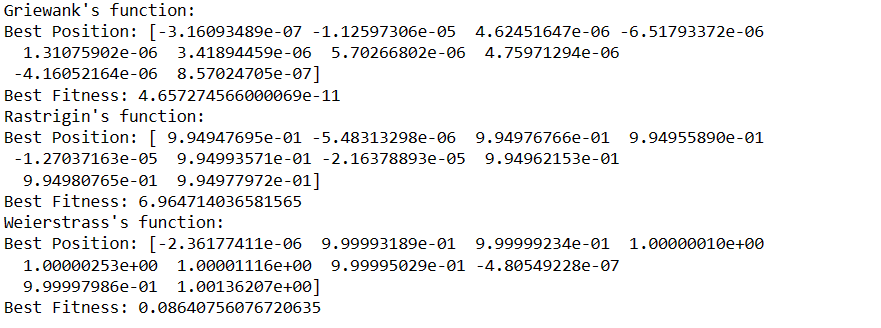 Griewank's function:
Best Position: [-3.16093489e-07 -1.12597306e-05  4.62451647e-06 -6.51793372e-06
  1.31075902e-06  3.41894459e-06  5.70266802e-06  4.75971294e-06
 -4.16052164e-06  8.57024705e-07]
Best Fitness: 4.657274566000069e-11
Rastrigin's function:
Best Position: [ 9.94947695e-01 -5.48313298e-06  9.94976766e-01  9.94955890e-01
 -1.27037163e-05  9.94993571e-01 -2.16378893e-05  9.94962153e-01
  9.94980765e-01  9.94977972e-01]
Best Fitness: 6.964714036581565
Weierstrass's function:
Best Position: [-2.36177411e-06  9.99993189e-01  9.99999234e-01  1.00000010e+00
  1.00000253e+00  1.00001116e+00  9.99995029e-01 -4.80549228e-07
  9.99997986e-01  1.00136207e+00]
Best Fitness: 0.08640756076720635